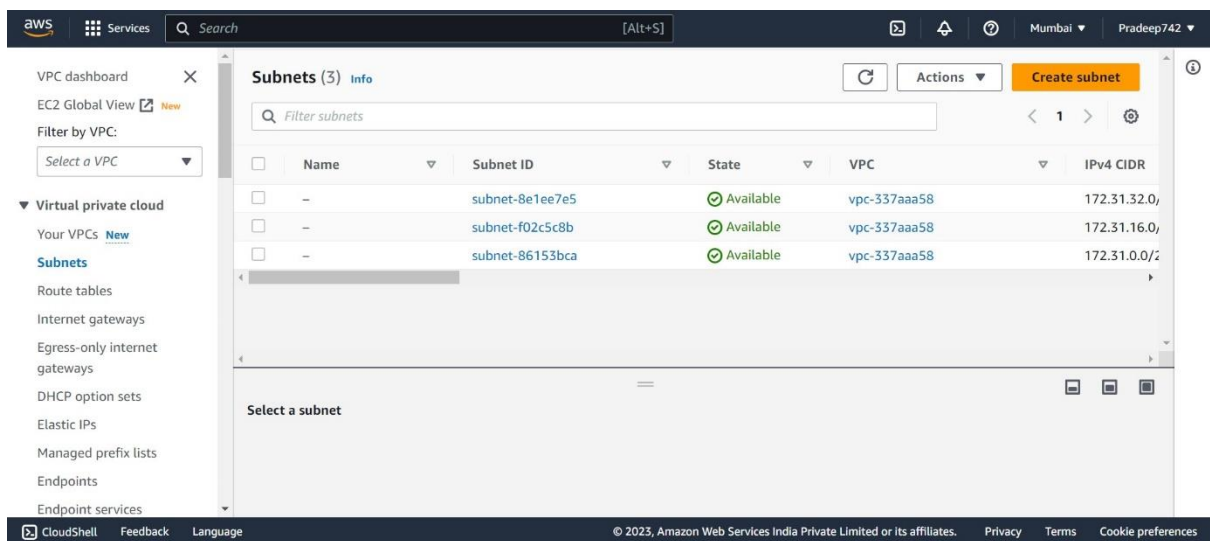 aws Services Search [Alt+S] Mumbai Pradeep742
VPC dashboard
EC2 Global View New
Filter by VPC:
Select a VPC
Virtual private cloud
Your VPCs New
Subnets
Route tables
Internet gateways
Egress-only internet
gateways
DHCP option sets
Elastic IPs
Managed prefix lists
Endpoints
Endpoint services
Subnets (3) Info Actions Create subnet
Filter subnets 1
Name Subnet ID State VPC IPv4 CIDR
– subnet-8e1ee7e5 Available vpc-337aaa58 172.31.32.0/
– subnet-f02c5c8b Available vpc-337aaa58 172.31.16.0/
– subnet-86153bca Available vpc-337aaa58 172.31.0.0/2
Select a subnet
CloudShell Feedback Language © 2023, Amazon Web Services India Private Limited or its affiliates. Privacy Terms Cookie preferences